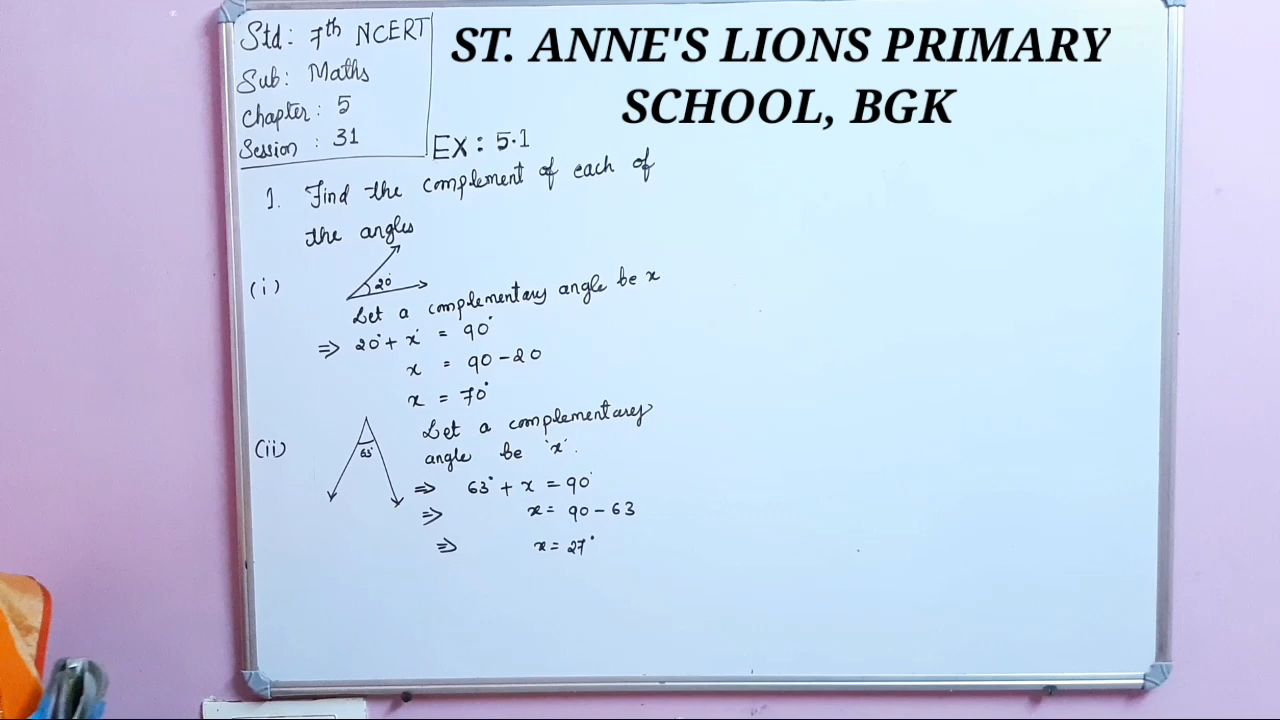 Std: 7th NCERT
Sub: Maths
Chapter: 5
Session: 31
ST. ANNE'S LIONS PRIMARY
SCHOOL, BGK
EX: 5.1
1. Find the complement of each of
the angles
(i) 20°
Let a complementary angle be x
⇒ 20° + x° = 90°
x = 90 - 20
x = 70°
(ii) 63°
Let a complementary
angle be 'x'.
⇒ 63° + x = 90°
⇒ x = 90 - 63
⇒ x = 27°